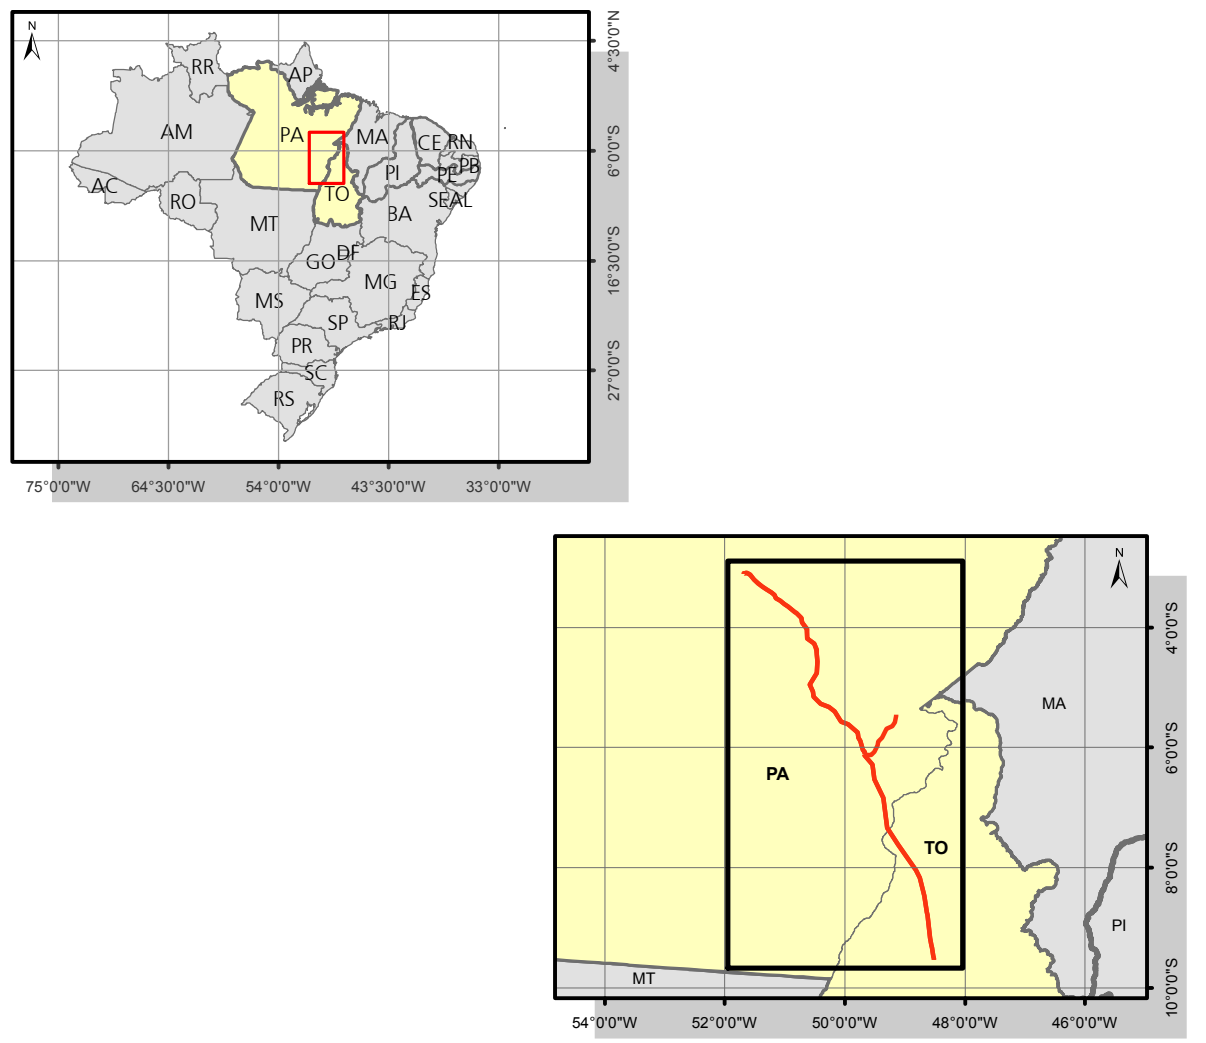 N
RR
AP
AM
PA
MA
CE
RN
PB
PI
PE
AC
RO
TO
SE
AL
MT
BA
DF
GO
MG
MS
ES
SP
RJ
PR
SC
RS
4°30'0"N
6°0'0"S
16°30'0"S
27°0'0"S
75°0'0"W
64°30'0"W
54°0'0"W
43°30'0"W
33°0'0"W
N
MA
PA
TO
PI
MT
4°0'0"S
6°0'0"S
8°0'0"S
10°0'0"S
54°0'0"W
52°0'0"W
50°0'0"W
48°0'0"W
46°0'0"W